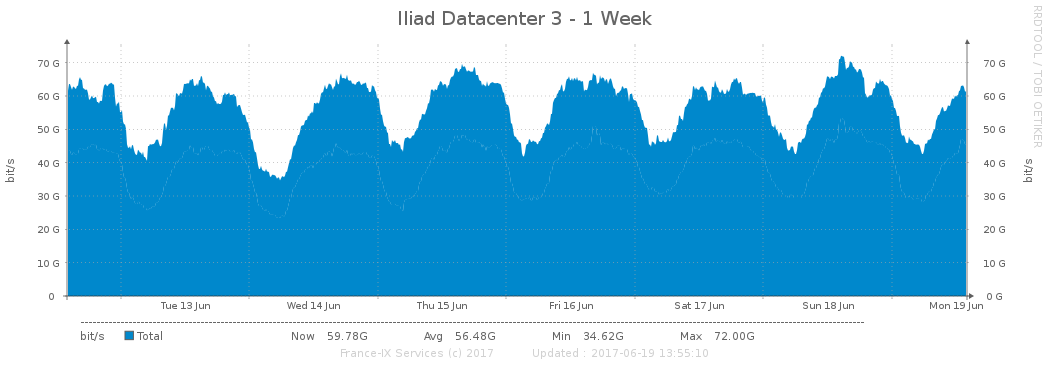 Iliad Datacenter 3 - 1 Week
RRDTOOL / TOBI OETIKER
bit/s
70 G 70 G
60 G 60 G
50 G 50 G
40 G 40 G
30 G 30 G
20 G 20 G
10 G 10 G
0 0 G
bit/s
Tue 13 Jun Wed 14 Jun Thu 15 Jun Fri 16 Jun Sat 17 Jun Sun 18 Jun Mon 19 Jun
bit/s Total Now 59.78G Avg 56.48G Min 34.62G Max 72.00G
France-IX Services (c) 2017 Updated : 2017-06-19 13:55:10